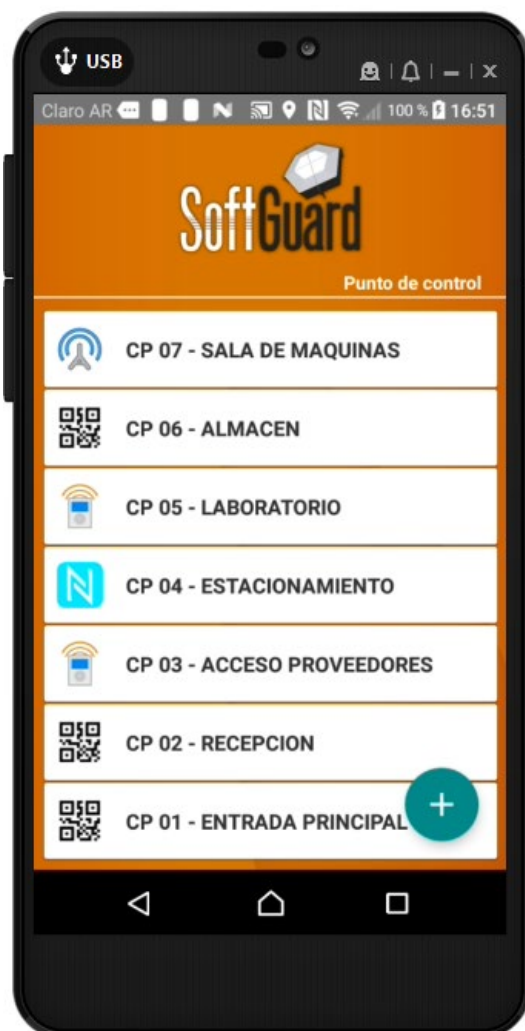 USB
Claro AR 100 % 16:51
SoftGuard
Punto de control
CP 07 - SALA DE MAQUINAS
CP 06 - ALMACEN
CP 05 - LABORATORIO
CP 04 - ESTACIONAMIENTO
CP 03 - ACCESO PROVEEDORES
CP 02 - RECEPCION
CP 01 - ENTRADA PRINCIPAL